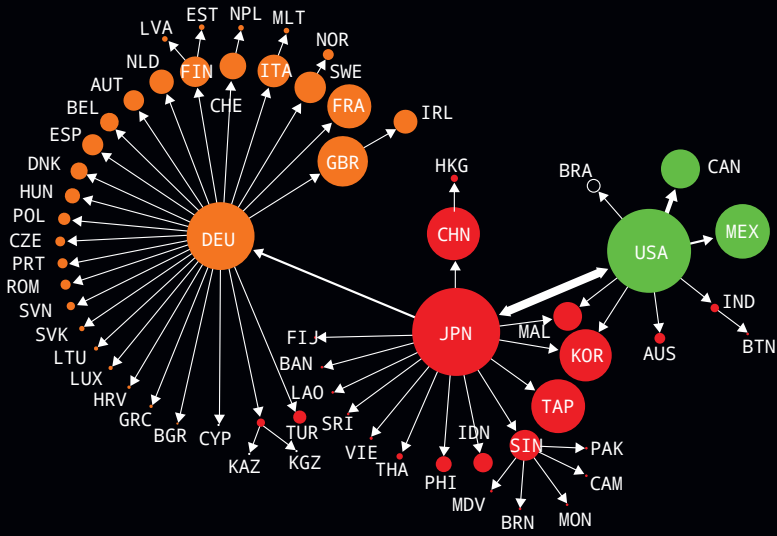 EST
NPL
MLT
LVA
NOR
NLD
FIN
ITA
SWE
AUT
CHE
FRA
BEL
IRL
ESP
GBR
DNK
HKG
BRA
CAN
HUN
POL
CHN
MEX
CZE
DEU
USA
PRT
ROM
IND
SVN
SVK
FIJ
JPN
MAL
BTN
LTU
BAN
KOR
AUS
LUX
LAO
HRV
TAP
GRC
SRI
BGR
CYP
TUR
IDN
VIE
SIN
PAK
KAZ
KGZ
THA
PHI
CAM
MDV
BRN
MON